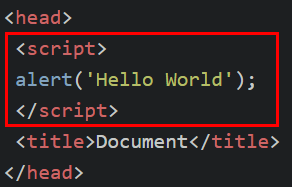 <head>
<script>
alert('Hello World');
</script>
<title>Document</title>
</head>